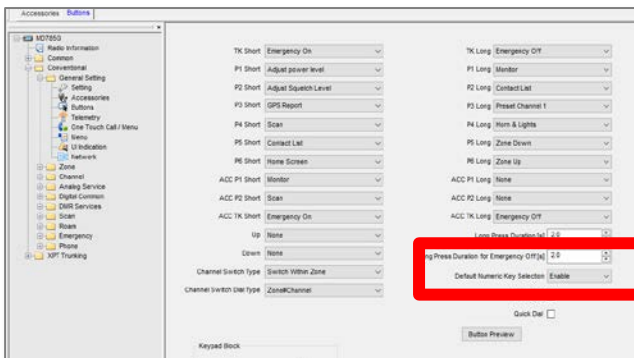 Accessories Buttons
MD785G
Radio Information
Common
Conventional
General Setting
Setting
Accessories
Buttons
Telemetry
One Touch Call / Menu
Menu
UI Indication
Network
Zone
Channel
Analog Service
Digital Common
DMR Services
Scan
Roam
Emergency
Phone
XPT Trunking
TK Short Emergency On TK Long Emergency Off
P1 Short Adjust power level P1 Long Monitor
P2 Short Adjust Squelch Level P2 Long Contact List
P3 Short GPS Report P3 Long Preset Channel 1
P4 Short Scan P4 Long Horn & Lights
P5 Short Contact List P5 Long Zone Down
P6 Short Home Screen P6 Long Zone Up
ACC P1 Short Monitor ACC P1 Long None
ACC P2 Short Scan ACC P2 Long None
ACC TK Short Emergency On ACC TK Long Emergency Off
Up None Long Press Duration [s] 2.0
Down None ng Press Duration for Emergency Off [s] 2.0
Channel Switch Type Switch Within Zone Default Numeric Key Selection Enable
Channel Switch Dial Type Zone#Channel
Quick Dial
Button Preview
Keypad Block